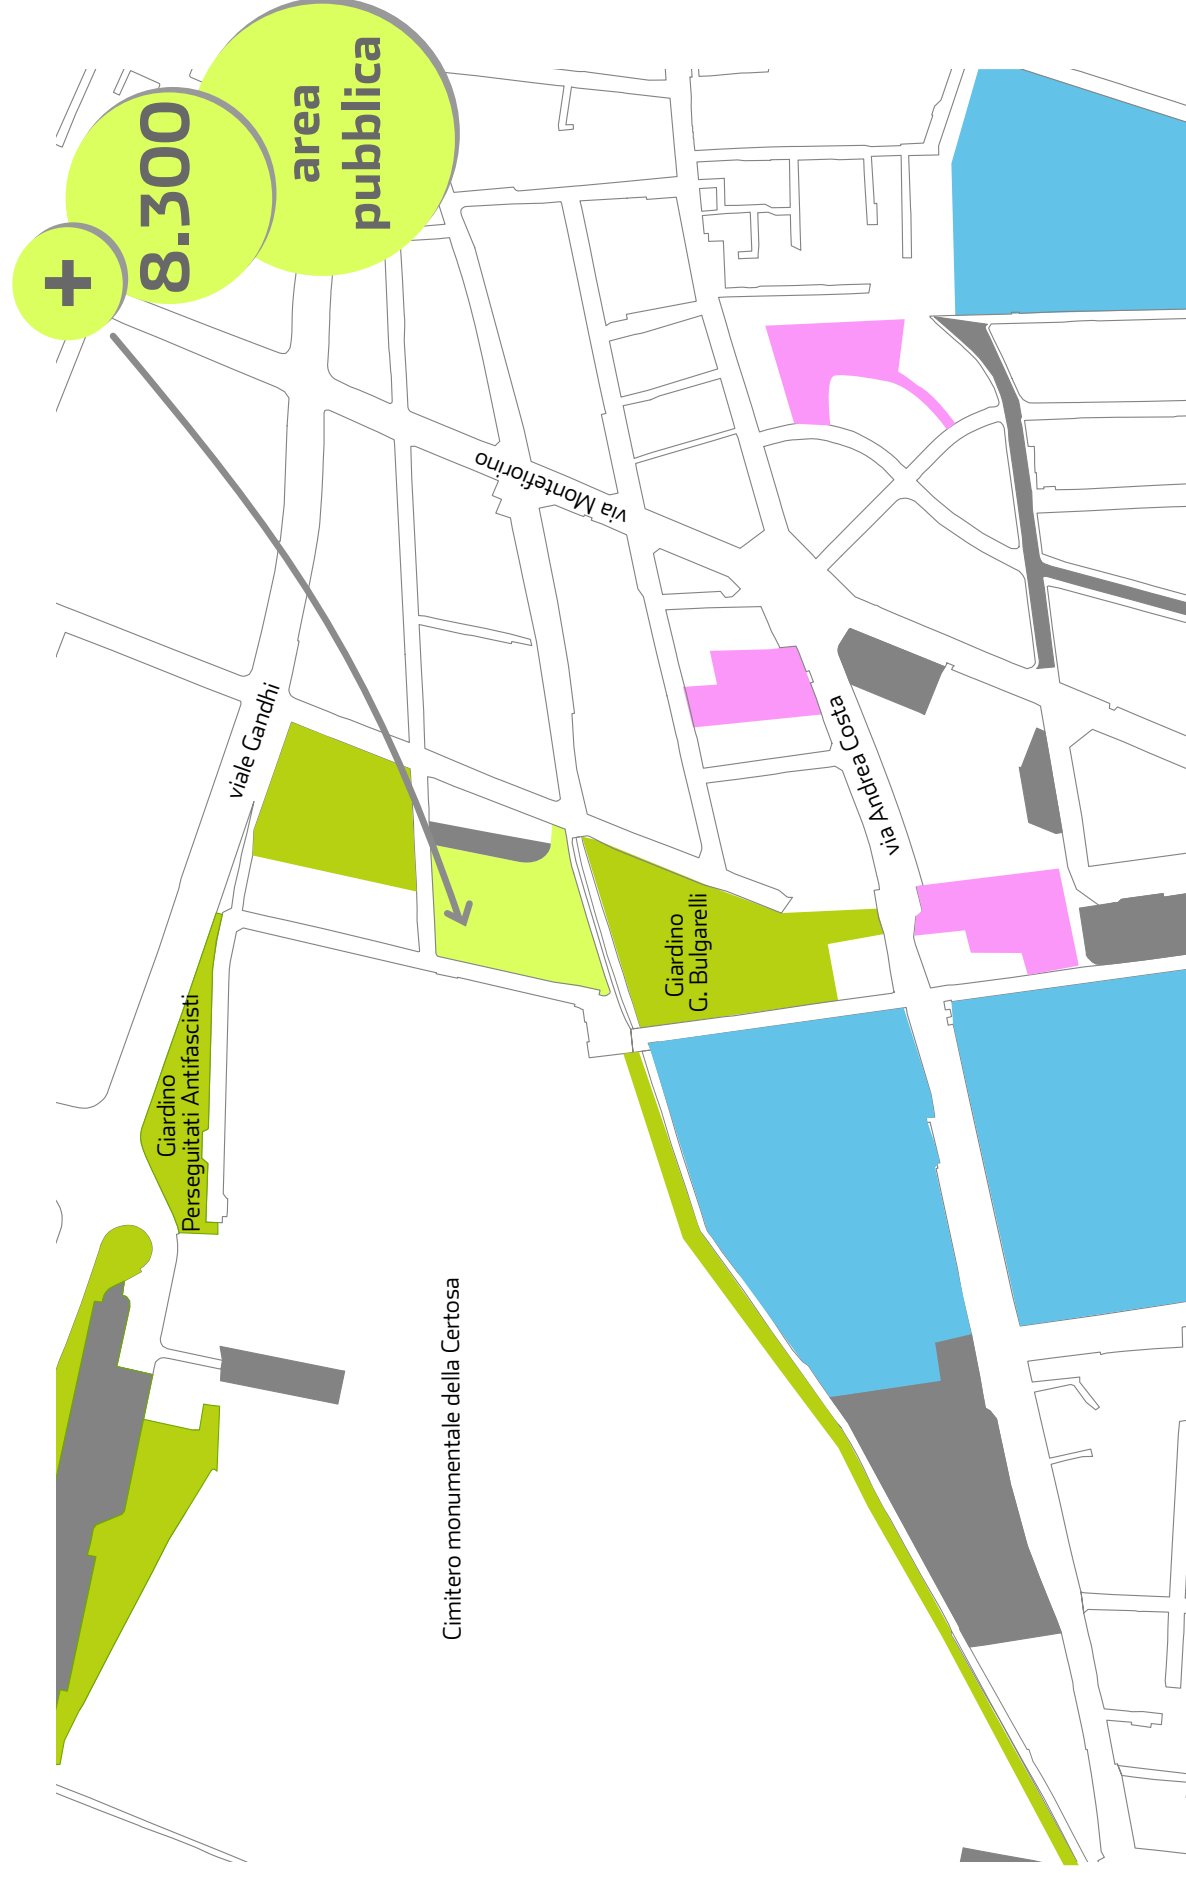 +
8.300
area
pubblica
via Montefiorino
viale Gandhi
via Andrea Costa
Giardino
G. Bulgarelli
Giardino
Perseguitati Antifascisti
Cimitero monumentale della Certosa